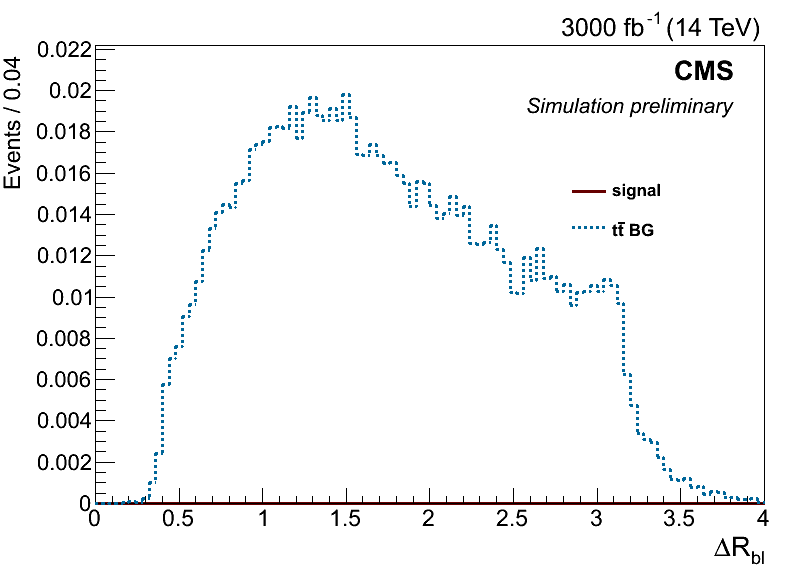 3000 fb⁻¹ (14 TeV)
CMS
Simulation preliminary
signal
tt̄ BG
Events / 0.04
0.022
0.02
0.018
0.016
0.014
0.012
0.01
0.008
0.006
0.004
0.002
0
0 0.5 1 1.5 2 2.5 3 3.5 4
ΔR_bl